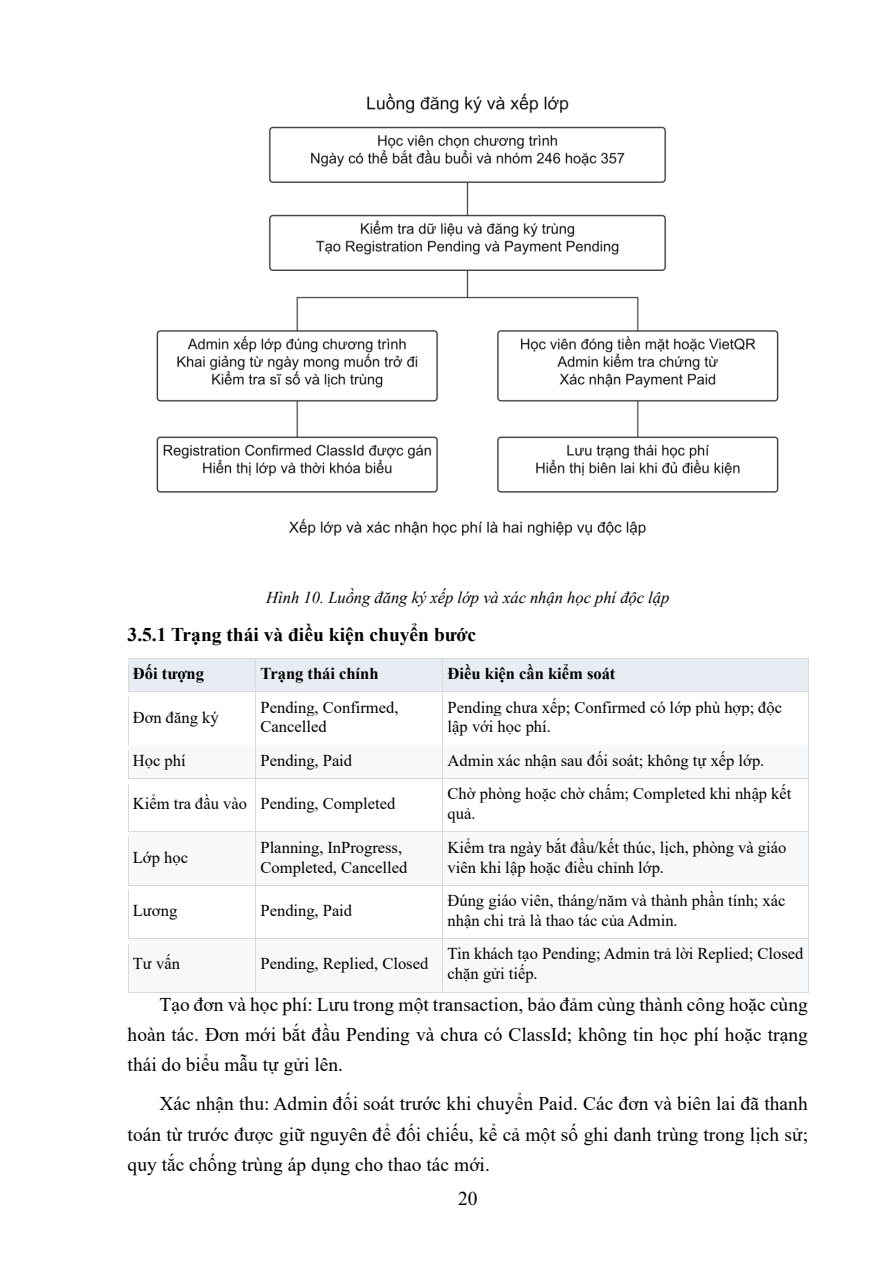 Luồng đăng ký và xếp lớp
Học viên chọn chương trình
Ngày có thể bắt đầu buổi và nhóm 246 hoặc 357
Kiểm tra dữ liệu và đăng ký trùng
Tạo Registration Pending và Payment Pending
Admin xếp lớp đúng chương trình
Khai giảng từ ngày mong muốn trở đi
Kiểm tra sĩ số và lịch trùng
Học viên đóng tiền mặt hoặc VietQR
Admin kiểm tra chứng từ
Xác nhận Payment Paid
Registration Confirmed ClassId được gán
Hiển thị lớp và thời khóa biểu
Lưu trạng thái học phí
Hiển thị biên lai khi đủ điều kiện
Xếp lớp và xác nhận học phí là hai nghiệp vụ độc lập
Hình 10. Luồng đăng ký xếp lớp và xác nhận học phí độc lập
3.5.1 Trạng thái và điều kiện chuyển bước
Đối tượng Trạng thái chính Điều kiện cần kiểm soát
Đơn đăng ký
Pending, Confirmed,
Cancelled
Pending chưa xếp; Confirmed có lớp phù hợp; độc
lập với học phí.
Học phí Pending, Paid Admin xác nhận sau đối soát; không tự xếp lớp.
Kiểm tra đầu vào Pending, Completed
Chờ phòng hoặc chờ chấm; Completed khi nhập kết
quả.
Lớp học
Planning, InProgress,
Completed, Cancelled
Kiểm tra ngày bắt đầu/kết thúc, lịch, phòng và giáo
viên khi lập hoặc điều chỉnh lớp.
Lương Pending, Paid
Đúng giáo viên, tháng/năm và thành phần tính; xác
nhận chi trả là thao tác của Admin.
Tư vấn Pending, Replied, Closed
Tin khách tạo Pending; Admin trả lời Replied; Closed
chặn gửi tiếp.
Tạo đơn và học phí: Lưu trong một transaction, bảo đảm cùng thành công hoặc cùng
hoàn tác. Đơn mới bắt đầu Pending và chưa có ClassId; không tin học phí hoặc trạng
thái do biểu mẫu tự gửi lên.
Xác nhận thu: Admin đối soát trước khi chuyển Paid. Các đơn và biên lai đã thanh
toán từ trước được giữ nguyên để đối chiếu, kể cả một số ghi danh trùng trong lịch sử;
quy tắc chống trùng áp dụng cho thao tác mới.
20